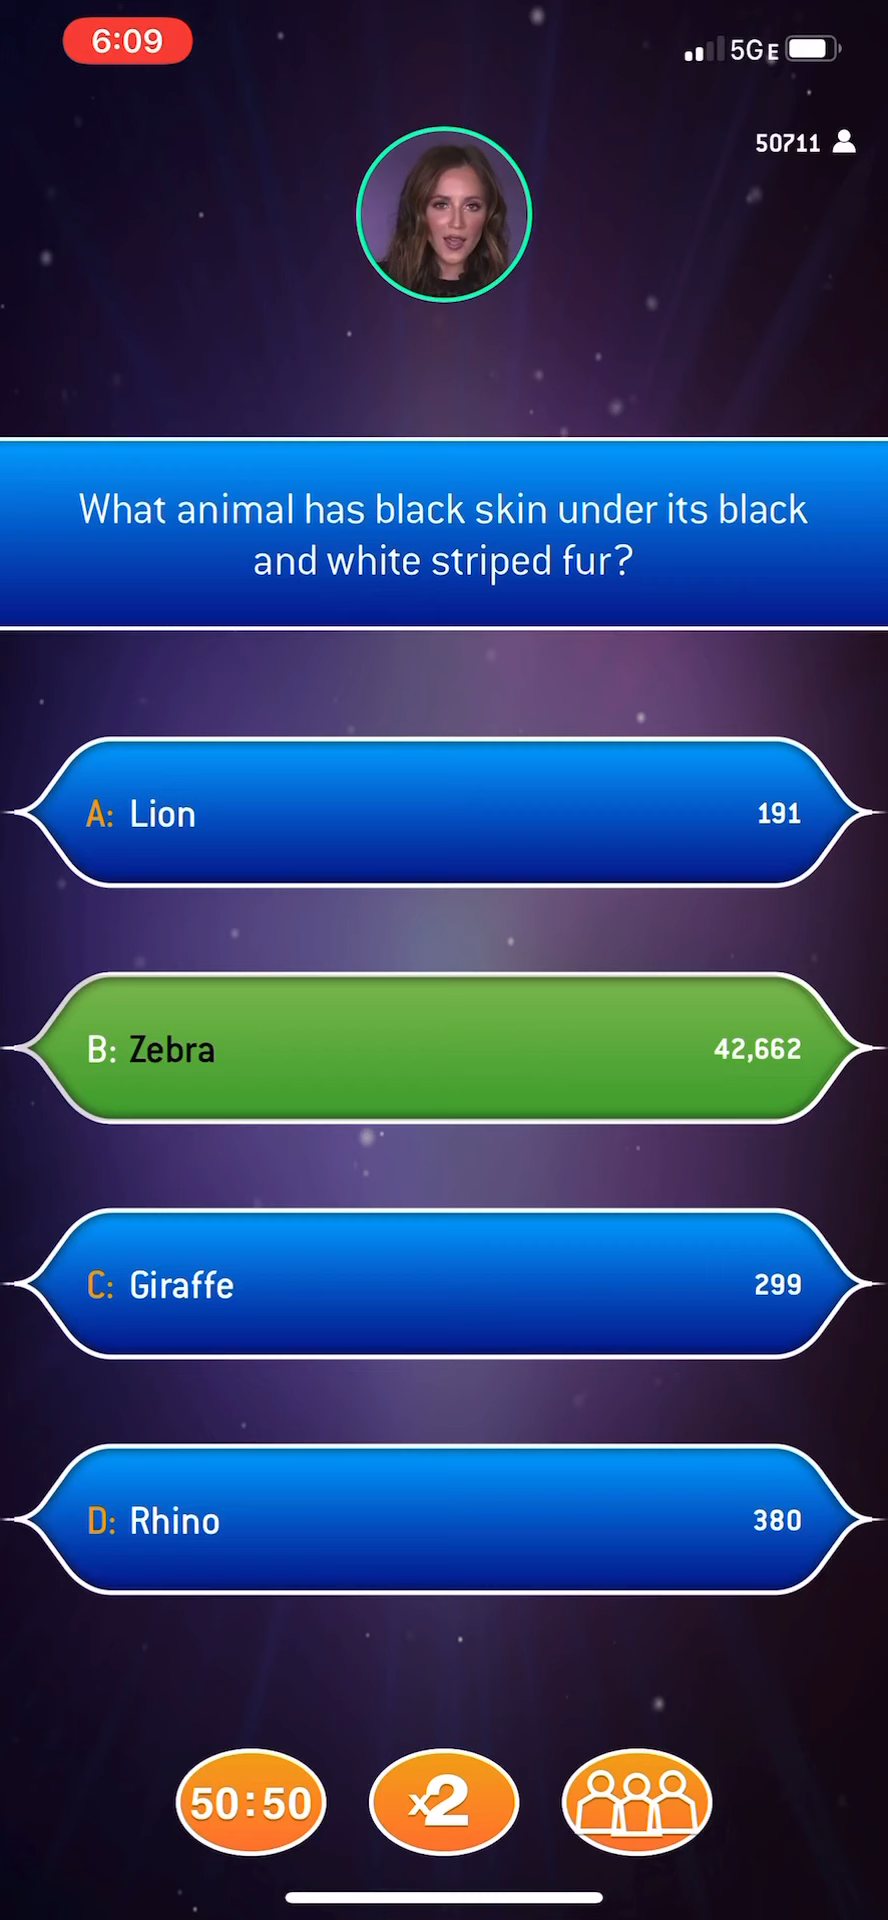 6:09
5GE
50711
What animal has black skin under its black
and white striped fur?
A: Lion 191
B: Zebra 42,662
C: Giraffe 299
D: Rhino 380
50:50
x2